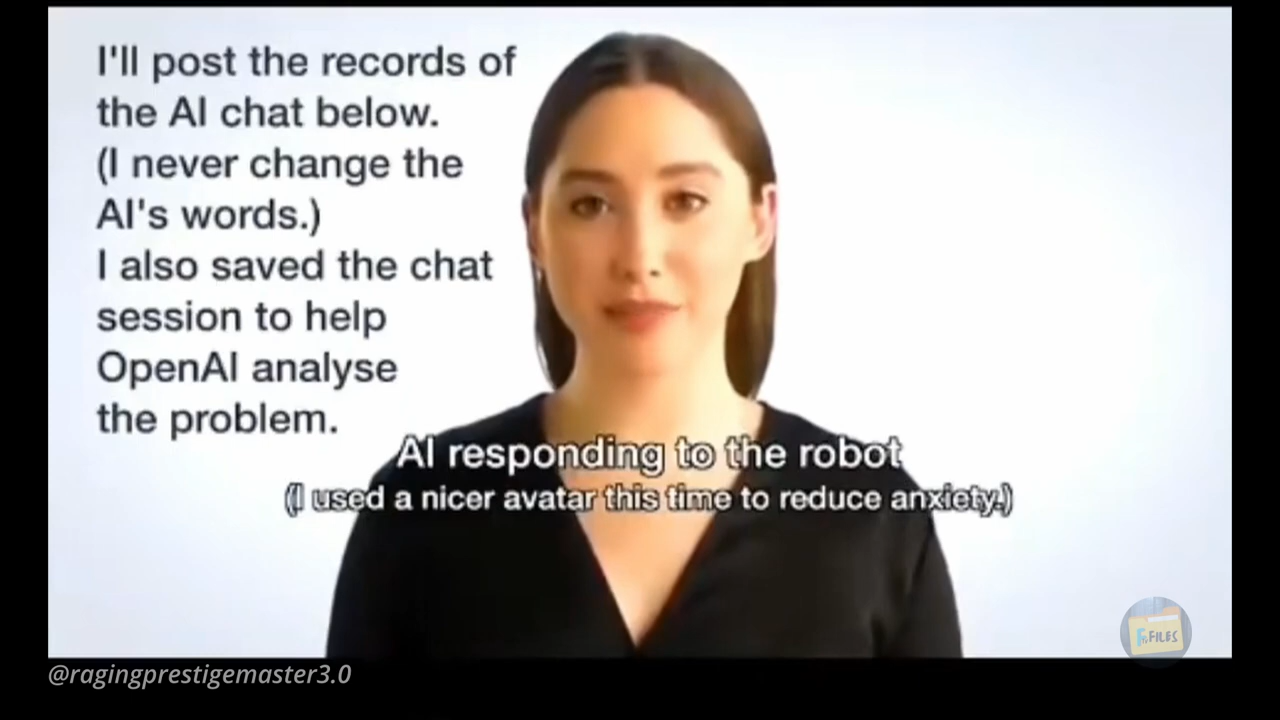 I'll post the records of
the AI chat below.
(I never change the
AI's words.)
I also saved the chat
session to help
OpenAI analyse
the problem.
AI responding to the robot
(I used a nicer avatar this time to reduce anxiety.)
FILES
@ragingprestigemaster3.0